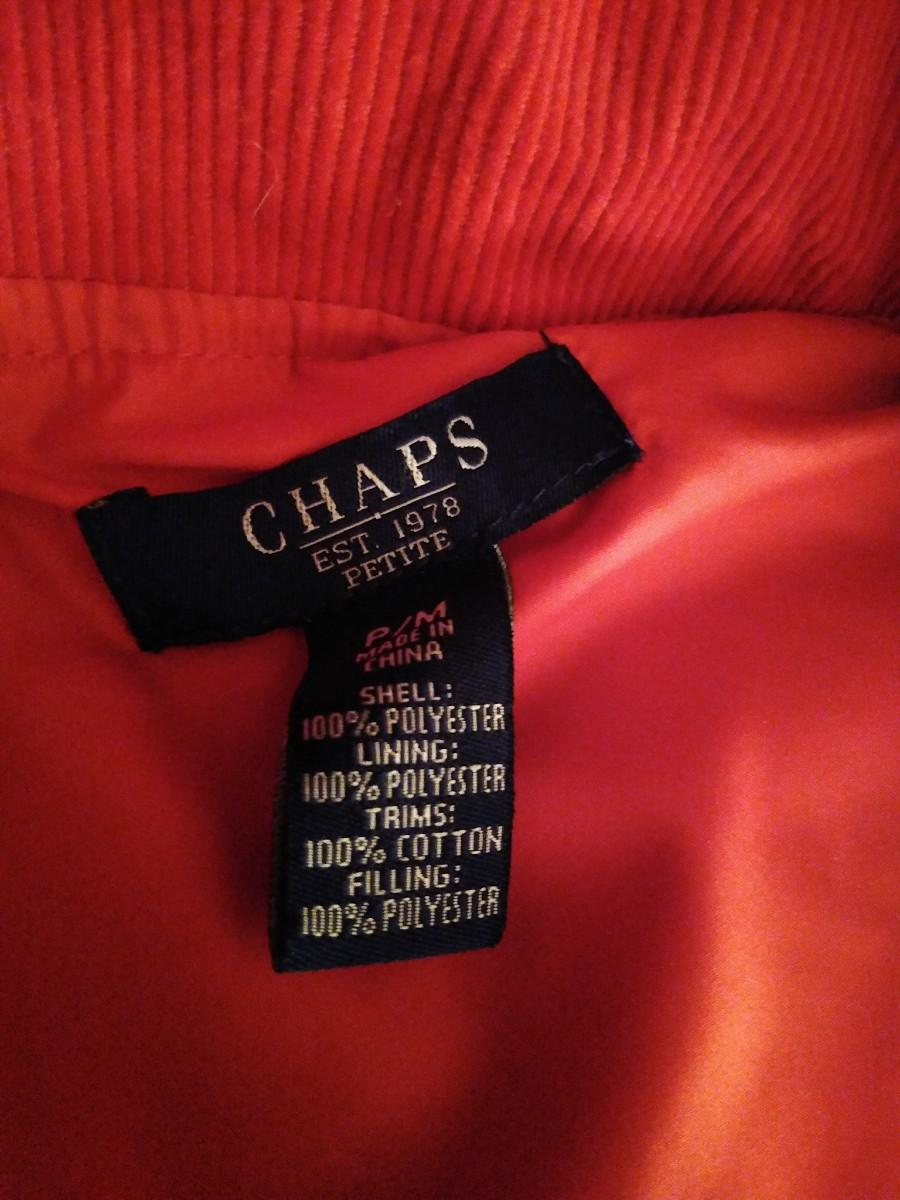 CHAPS
EST. 1978
PETITE
P/M
MADE IN
CHINA
SHELL:
100% POLYESTER
LINING:
100% POLYESTER
TRIMS:
100% COTTON
FILLING:
100% POLYESTER